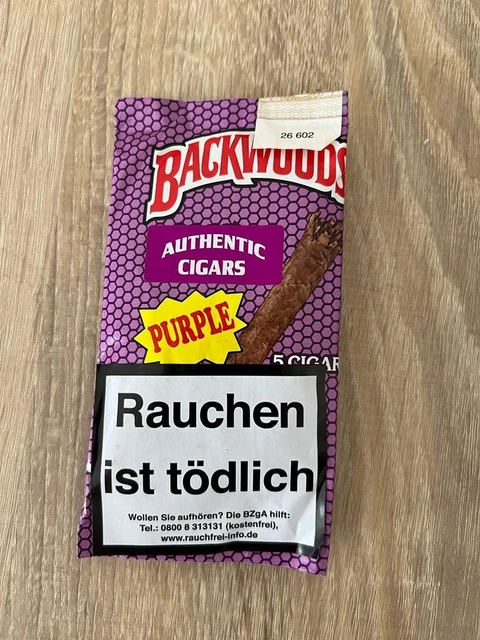 26 602
BACKWOODS
AUTHENTIC
CIGARS
PURPLE
5 CIGAR
Rauchen
ist tödlich
Wollen Sie aufhören? Die BZgA hilft:
Tel.: 0800 8 313131 (kostenfrei),
www.rauchfrei-info.de